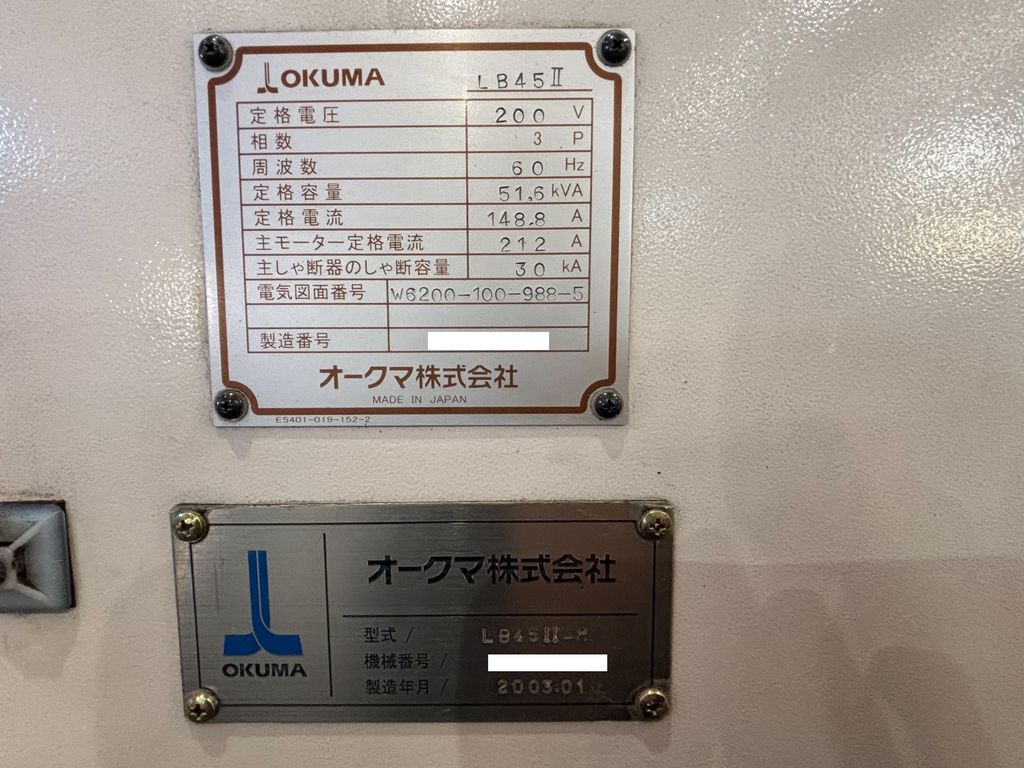 OKUMA LB45II
定格電圧 200 V
相数 3 P
周波数 60 Hz
定格容量 51,6 kVA
定格電流 148.8 A
主モーター定格電流 212 A
主しゃ断器のしゃ断容量 30 kA
電気図面番号 W6200-100-988-5
製造番号
オークマ株式会社
MADE IN JAPAN
E5401-019-152-2
オークマ株式会社
OKUMA
型式 / LB45II-M
機械番号 /
製造年月 / 2003.01